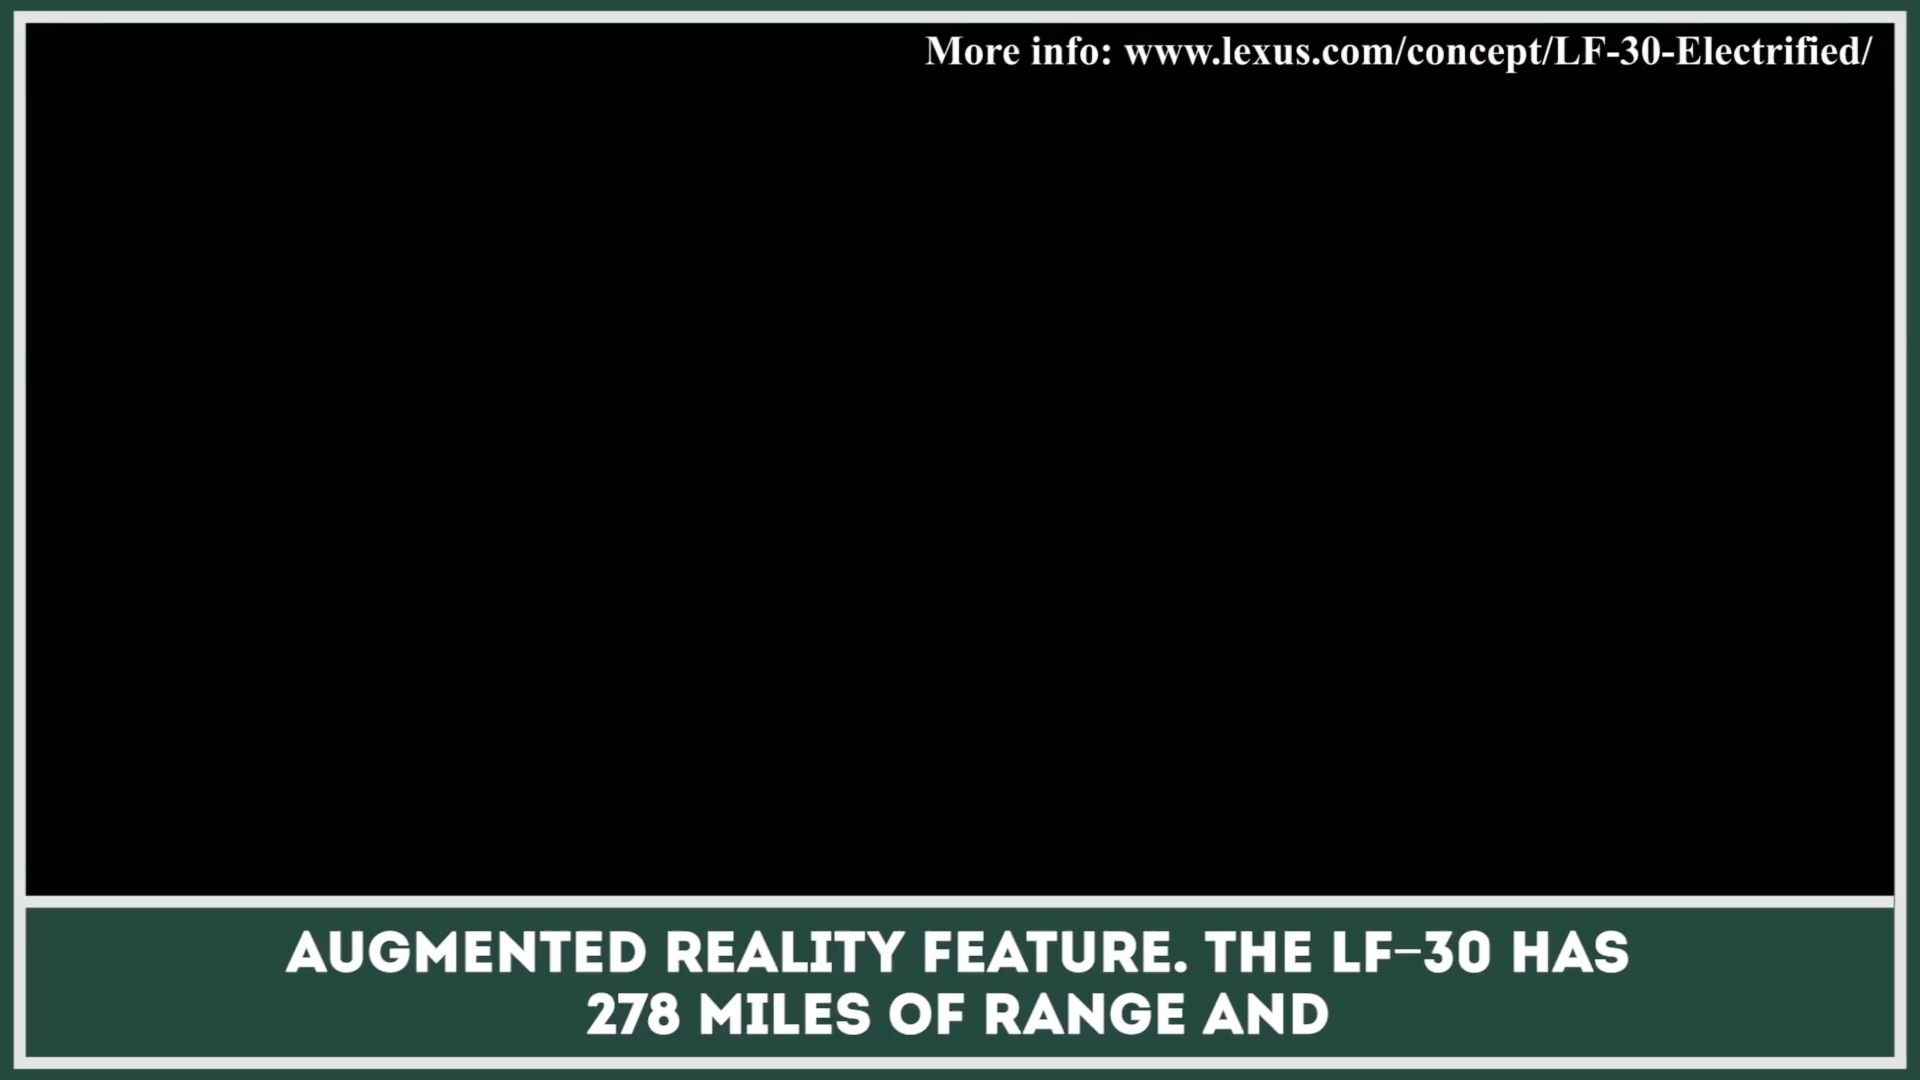 More info: www.lexus.com/concept/LF-30-Electrified/
AUGMENTED REALITY FEATURE. THE LF-30 HAS
278 MILES OF RANGE AND